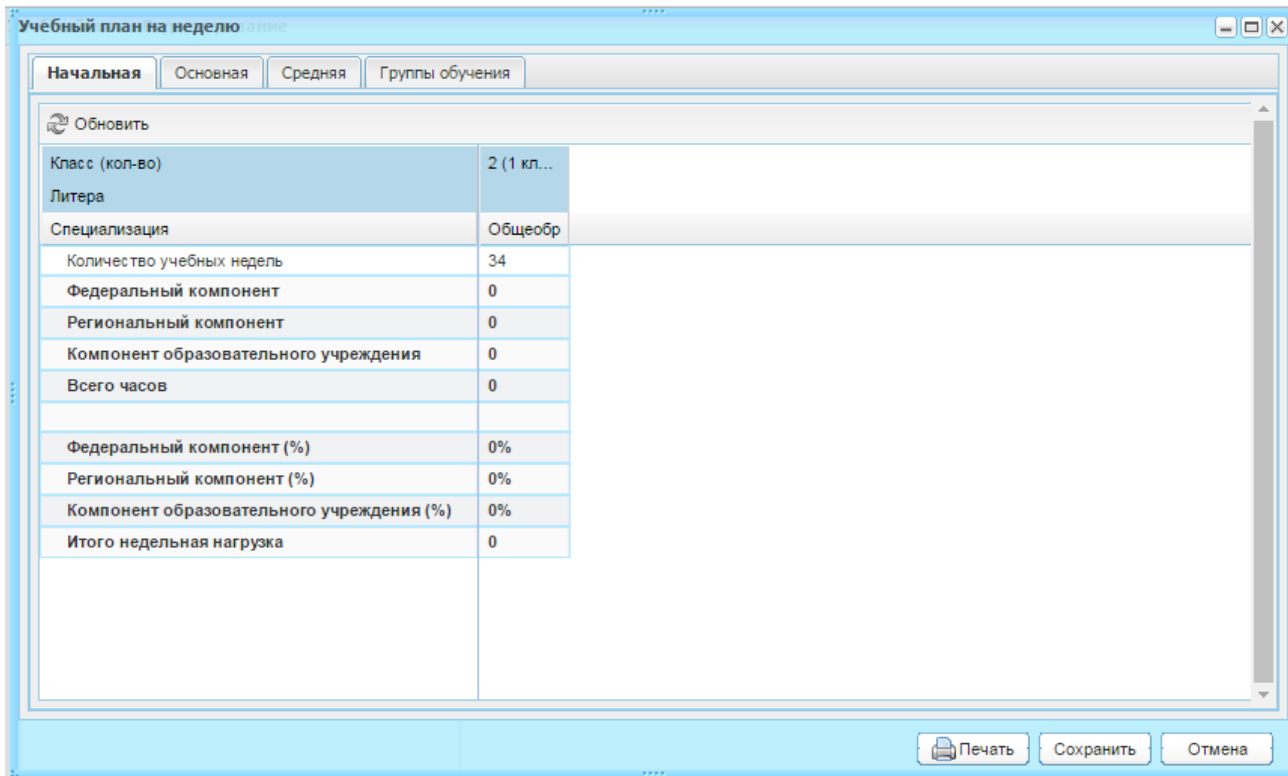 Учебный план на неделю
Начальная Основная Средняя Группы обучения
Обновить
Класс (кол-во) 2 (1 кл...
Литера
Специализация Общеобр
Количество учебных недель 34
Федеральный компонент 0
Региональный компонент 0
Компонент образовательного учреждения 0
Всего часов 0
Федеральный компонент (%) 0%
Региональный компонент (%) 0%
Компонент образовательного учреждения (%) 0%
Итого недельная нагрузка 0
Печать Сохранить Отмена